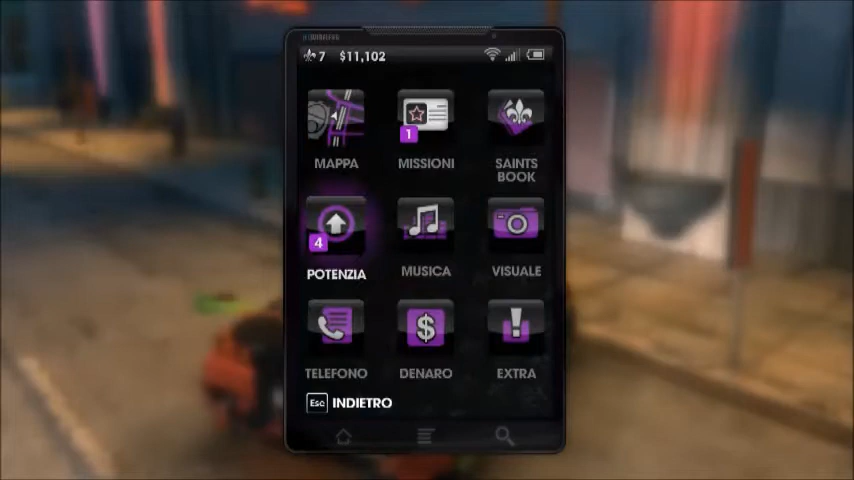 7 $11,102
MAPPA
1
MISSIONI
SAINTS
BOOK
4
POTENZIA
MUSICA
VISUALE
TELEFONO
$
DENARO
!
EXTRA
Esc INDIETRO